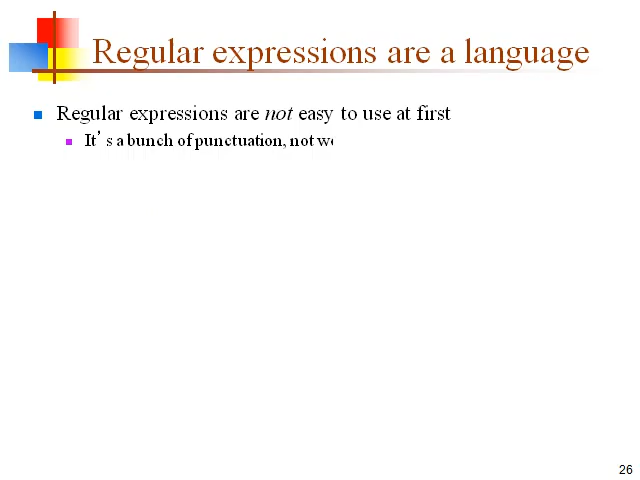 Regular expressions are a language
Regular expressions are not easy to use at first
It’s a bunch of punctuation, not
26